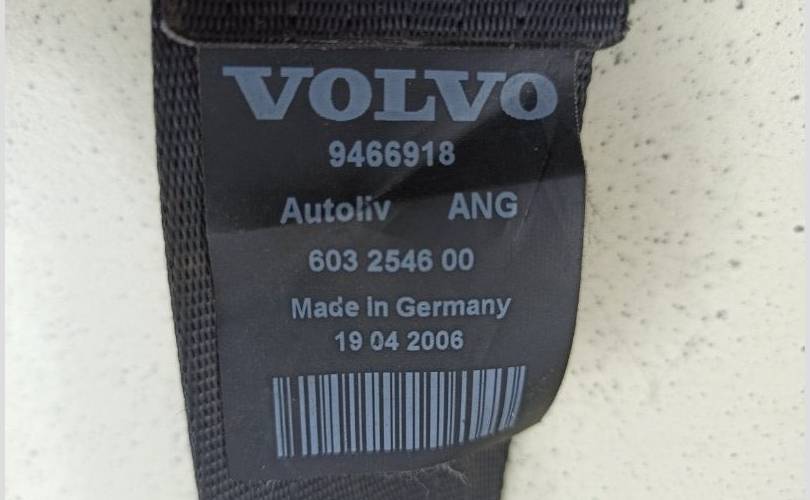 VOLVO
9466918
Autoliv ANG
603 2546 00
Made in Germany
19 04 2006